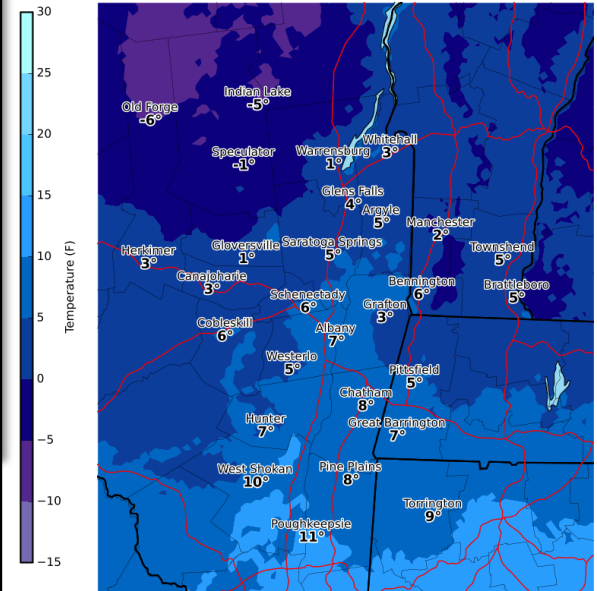 30
25
20
15
10
5
0
−5
−10
−15
Temperature (F)
Old Forge
-6°
Indian Lake
-5°
Speculator
-1°
Warrensburg
1°
Whitehall
3°
Glens Falls
4°
Argyle
5°
Manchester
2°
Herkimer
3°
Gloversville
1°
Saratoga Springs
5°
Townshend
5°
Canajoharie
3°
Schenectady
6°
Bennington
6°
Brattleboro
5°
Grafton
3°
Cobleskill
6°
Albany
7°
Westerlo
5°
Pittsfield
5°
Chatham
8°
Hunter
7°
Great Barrington
7°
West Shokan
10°
Pine Plains
8°
Torrington
9°
Poughkeepsie
11°